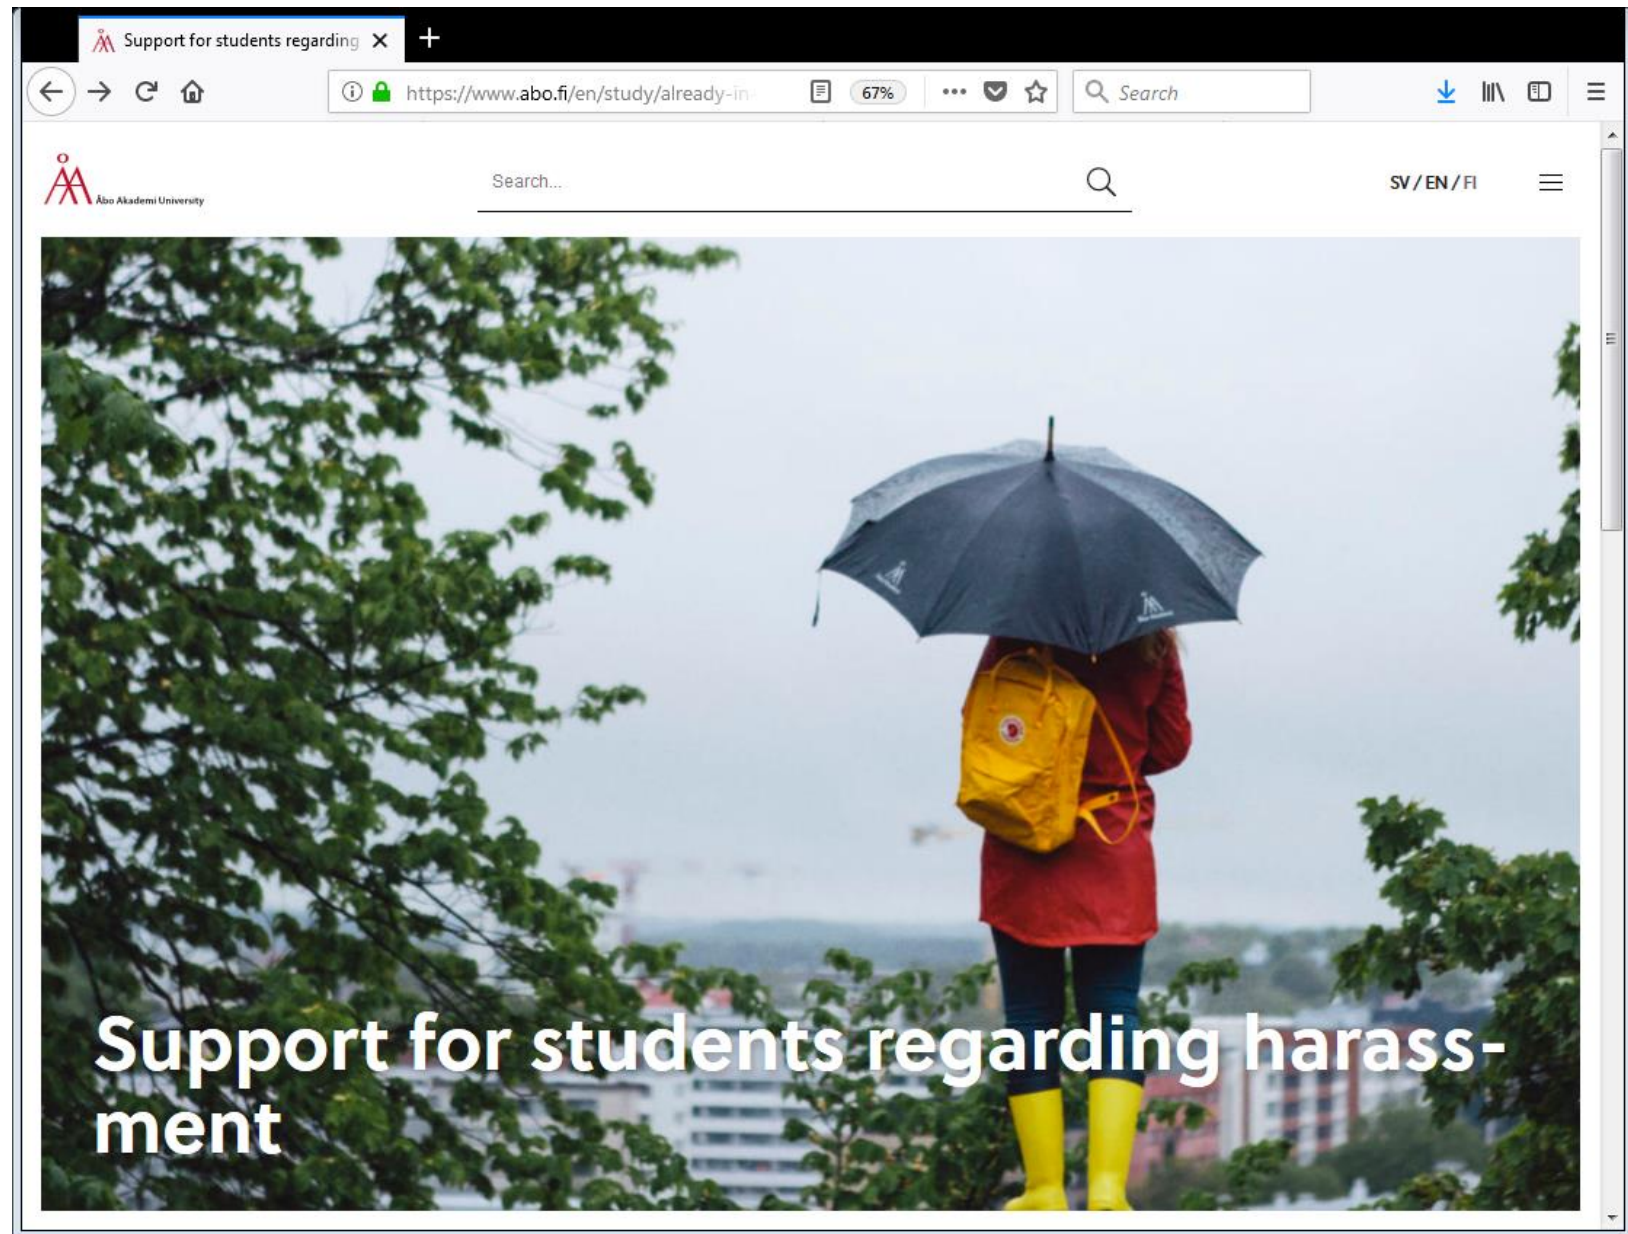 Support for students regarding
https://www.abo.fi/en/study/already-in
67%
Search
Åbo Akademi University
Search...
SV / EN / FI
Support for students regarding harass-
ment